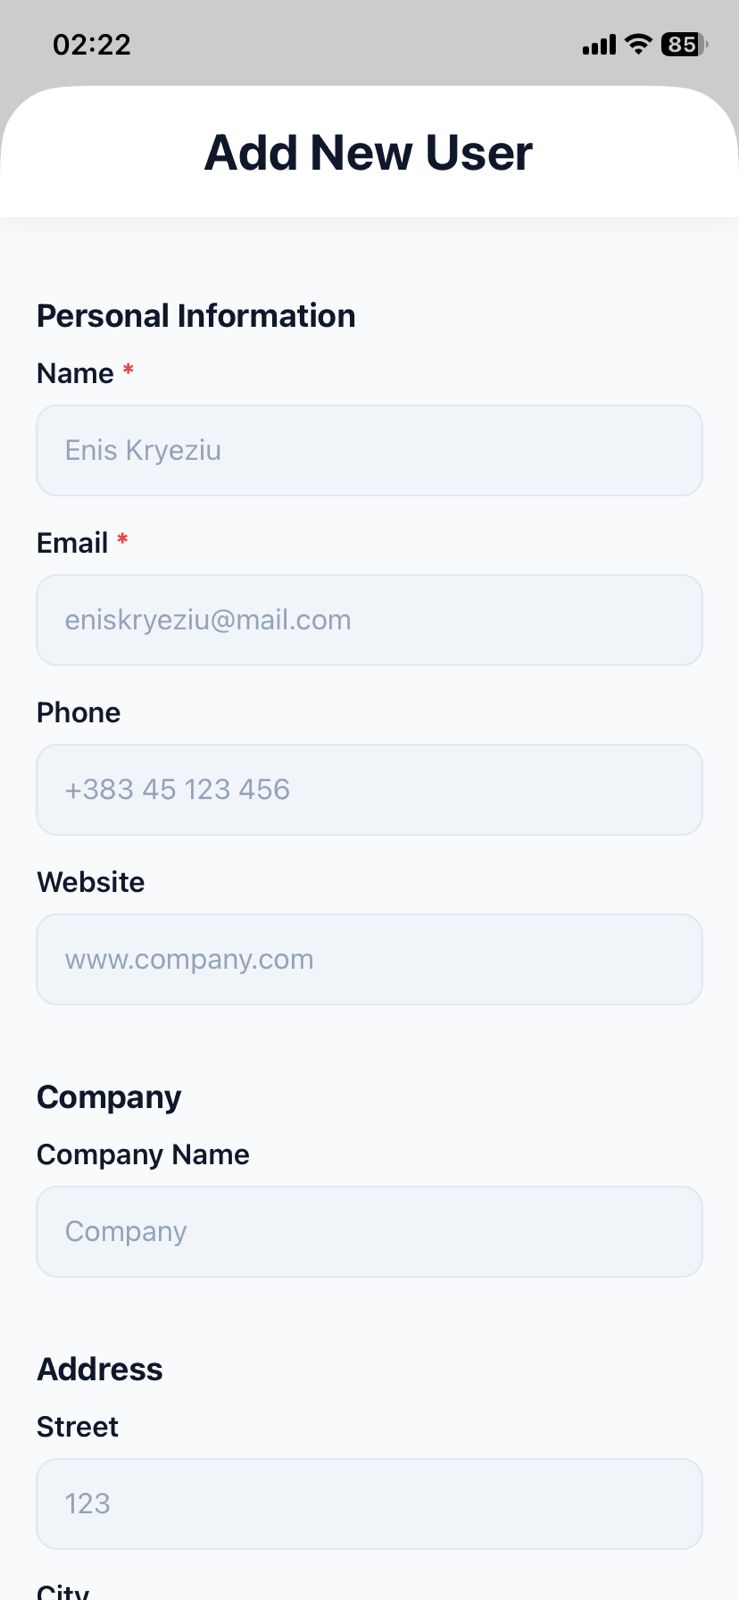 02:22
85
Add New User
Personal Information
Name *
Enis Kryeziu
Email *
eniskryeziu@mail.com
Phone
+383 45 123 456
Website
www.company.com
Company
Company Name
Company
Address
Street
123
City